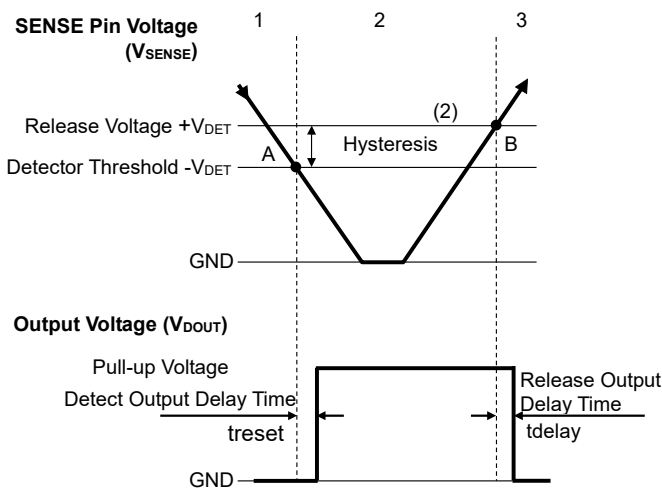 SENSE Pin Voltage
(VSENSE)
1
2
3
Release Voltage +VDET
(2)
A
Hysteresis
B
Detector Threshold -VDET
GND
Output Voltage (VDOUT)
Pull-up Voltage
Detect Output Delay Time
treset
Release Output
Delay Time
tdelay
GND